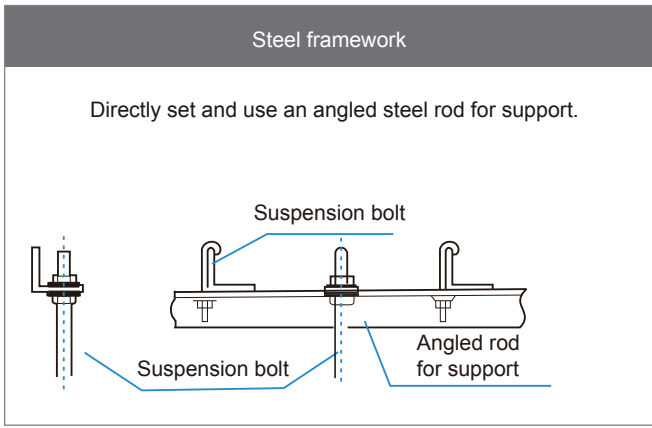 Steel framework
Directly set and use an angled steel rod for support.
Suspension bolt
Suspension bolt
Angled rod
for support